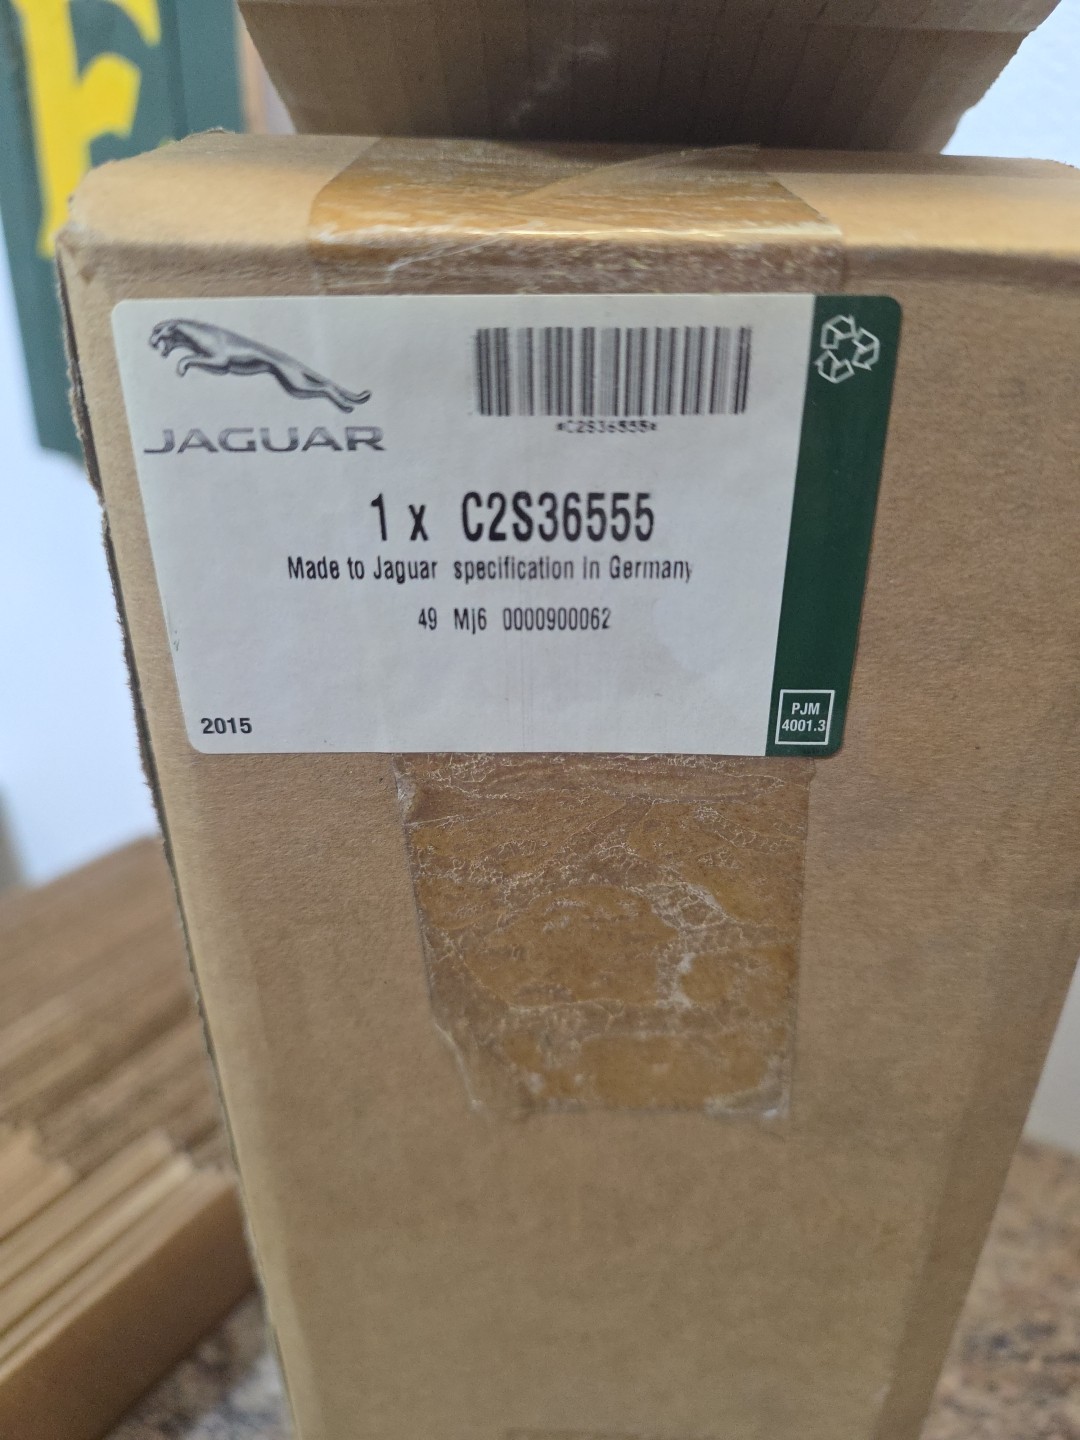 JAGUAR
*C2S36555*
1 x C2S36555
Made to Jaguar specification in Germany
49 Mj6 0000900062
2015
PJM
4001.3